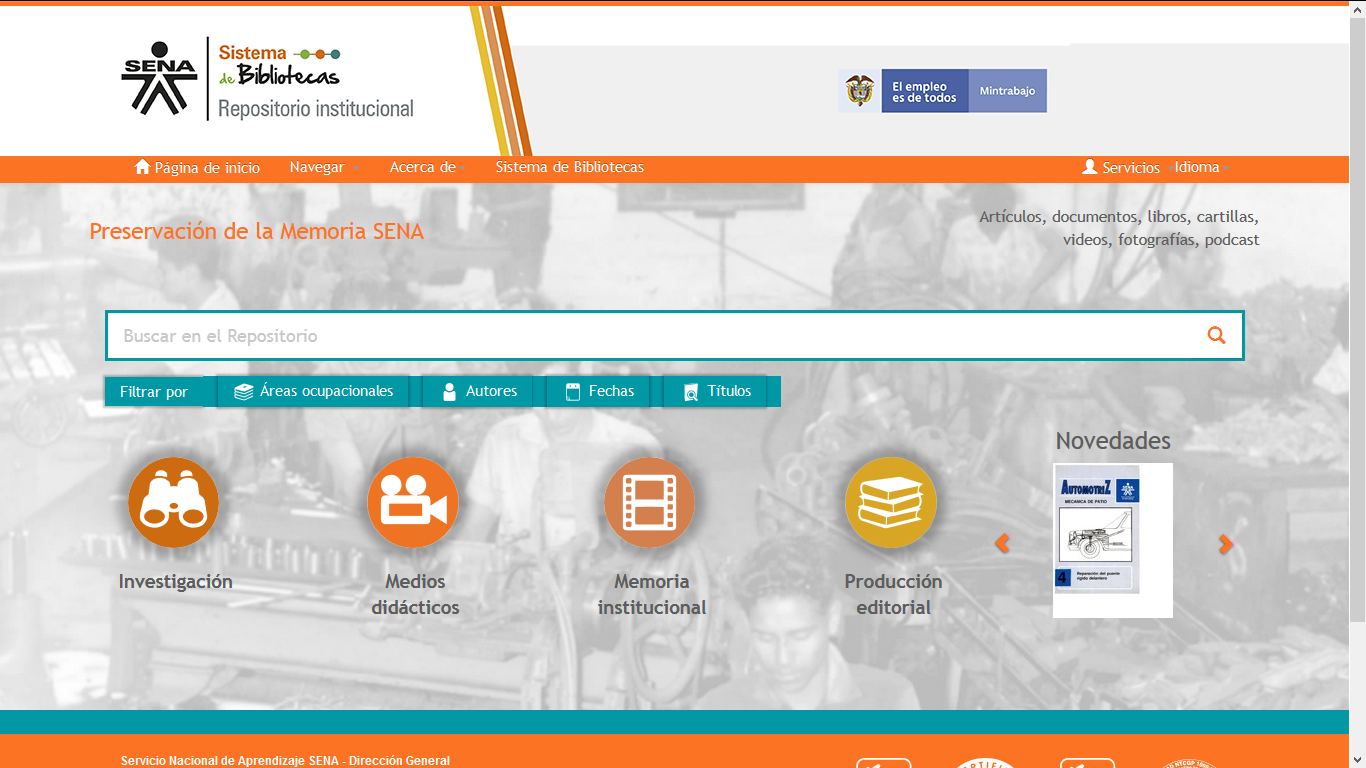 SENA
Sistema
de Bibliotecas
Repositorio institucional
El empleo
es de todos
Mintrabajo
Página de inicio
Navegar
Acerca de
Sistema de Bibliotecas
Servicios
Idioma
Preservación de la Memoria SENA
Artículos, documentos, libros, cartillas,
videos, fotografías, podcast
Buscar en el Repositorio
Filtrar por
Áreas ocupacionales
Autores
Fechas
Títulos
Novedades
AUTOMOTRIZ
MECANICA DE PATIO
4
Reparación del puente
rígido delantero
Investigación
Medios
didácticos
Memoria
institucional
Producción
editorial
Servicio Nacional de Aprendizaje SENA - Dirección General